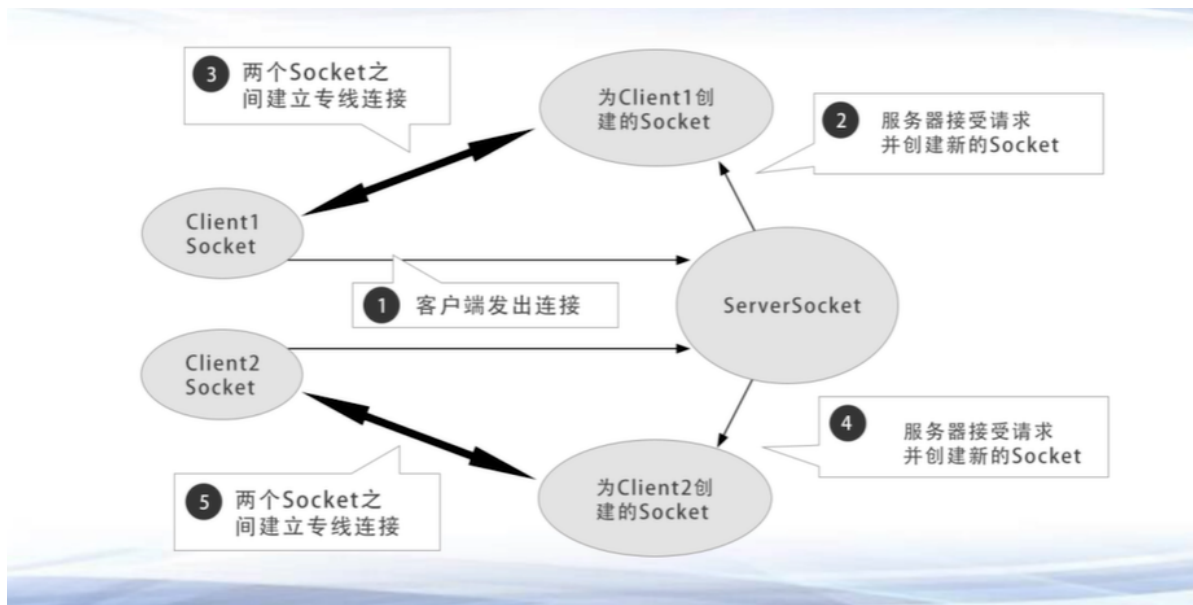 3 两个Socket之
间建立专线连接
为Client1创
建的Socket
2 服务器接受请求
并创建新的Socket
Client1
Socket
1 客户端发出连接
ServerSocket
Client2
Socket
4 服务器接受请求
并创建新的Socket
5 两个Socket之
间建立专线连接
为Client2创
建的Socket